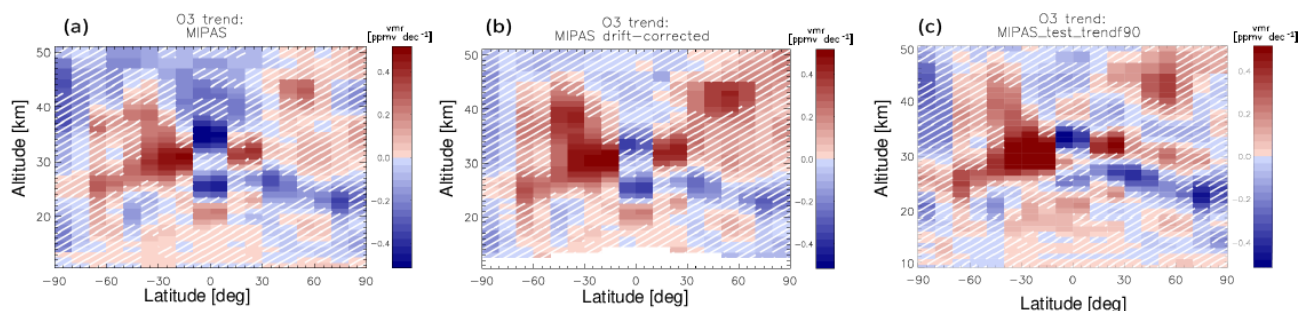 (a)
O3 trend:
MIPAS
vmr
[ppmv dec⁻¹]
50
40
30
20
Altitude [km]
−90 −60 −30 0 30 60 90
Latitude [deg]
0.4
0.2
0.0
−0.2
−0.4
(b)
O3 trend:
MIPAS drift−corrected
vmr
[ppmv dec⁻¹]
50
40
30
20
Altitude [km]
−90 −60 −30 0 30 60 90
Latitude [deg]
0.4
0.2
0.0
−0.2
−0.4
(c)
O3 trend:
MIPAS_test_trendf90
vmr
[ppmv dec⁻¹]
50
40
30
20
10
Altitude [km]
−90 −60 −30 0 30 60 90
Latitude [deg]
0.4
0.2
0.0
−0.2
−0.4